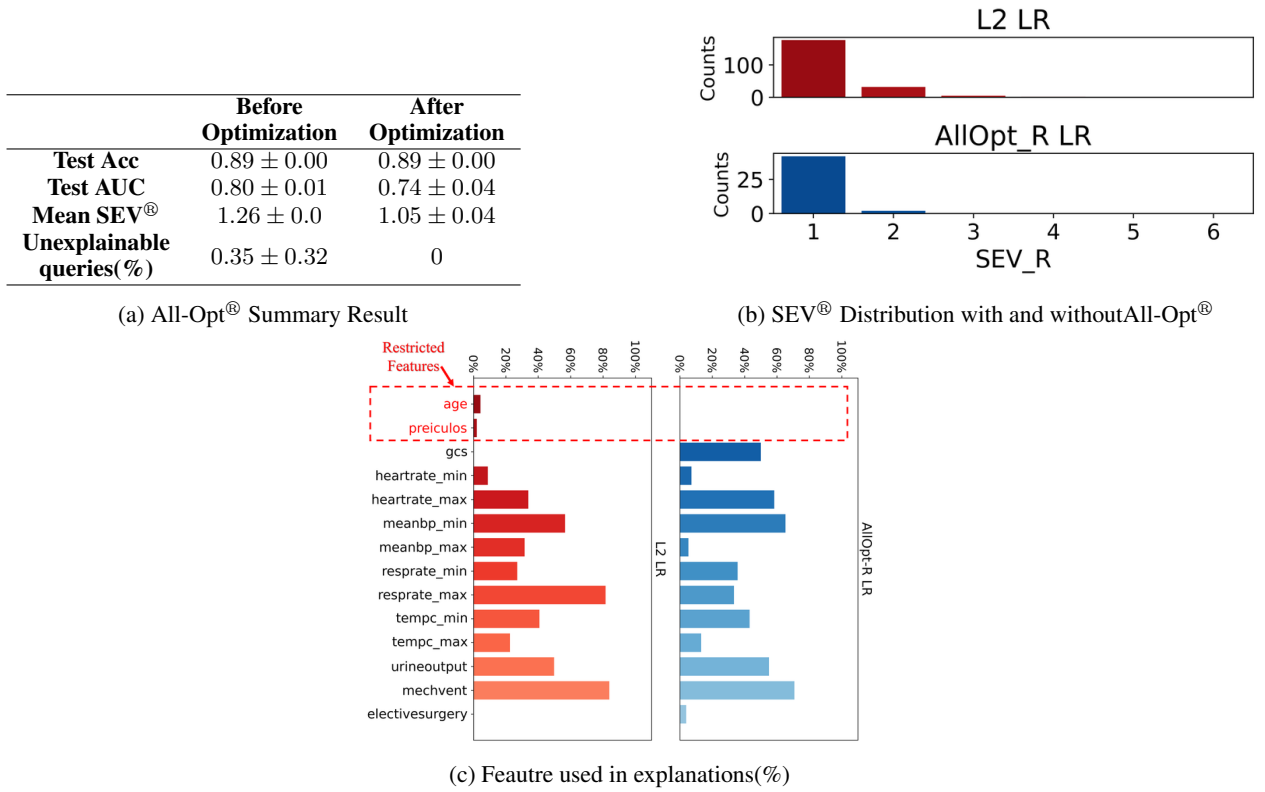 Before Optimization After Optimization
Test Acc 0.89 ± 0.00 0.89 ± 0.00
Test AUC 0.80 ± 0.01 0.74 ± 0.04
Mean SEV® 1.26 ± 0.0 1.05 ± 0.04
Unexplainable queries(%) 0.35 ± 0.32 0
(a) All-Opt® Summary Result
L2 LR
Counts
100
0
AllOpt_R LR
Counts
25
0
1 2 3 4 5 6
SEV_R
(b) SEV® Distribution with and withoutAll-Opt®
Restricted
Features
0% 20% 40% 60% 80% 100%
0% 20% 40% 60% 80% 100%
age
preiculos
gcs
heartrate_min
heartrate_max
meanbp_min
meanbp_max
resprate_min
resprate_max
tempc_min
tempc_max
urineoutput
mechvent
electivesurgery
L2 LR
AllOpt-R LR
(c) Feautre used in explanations(%)